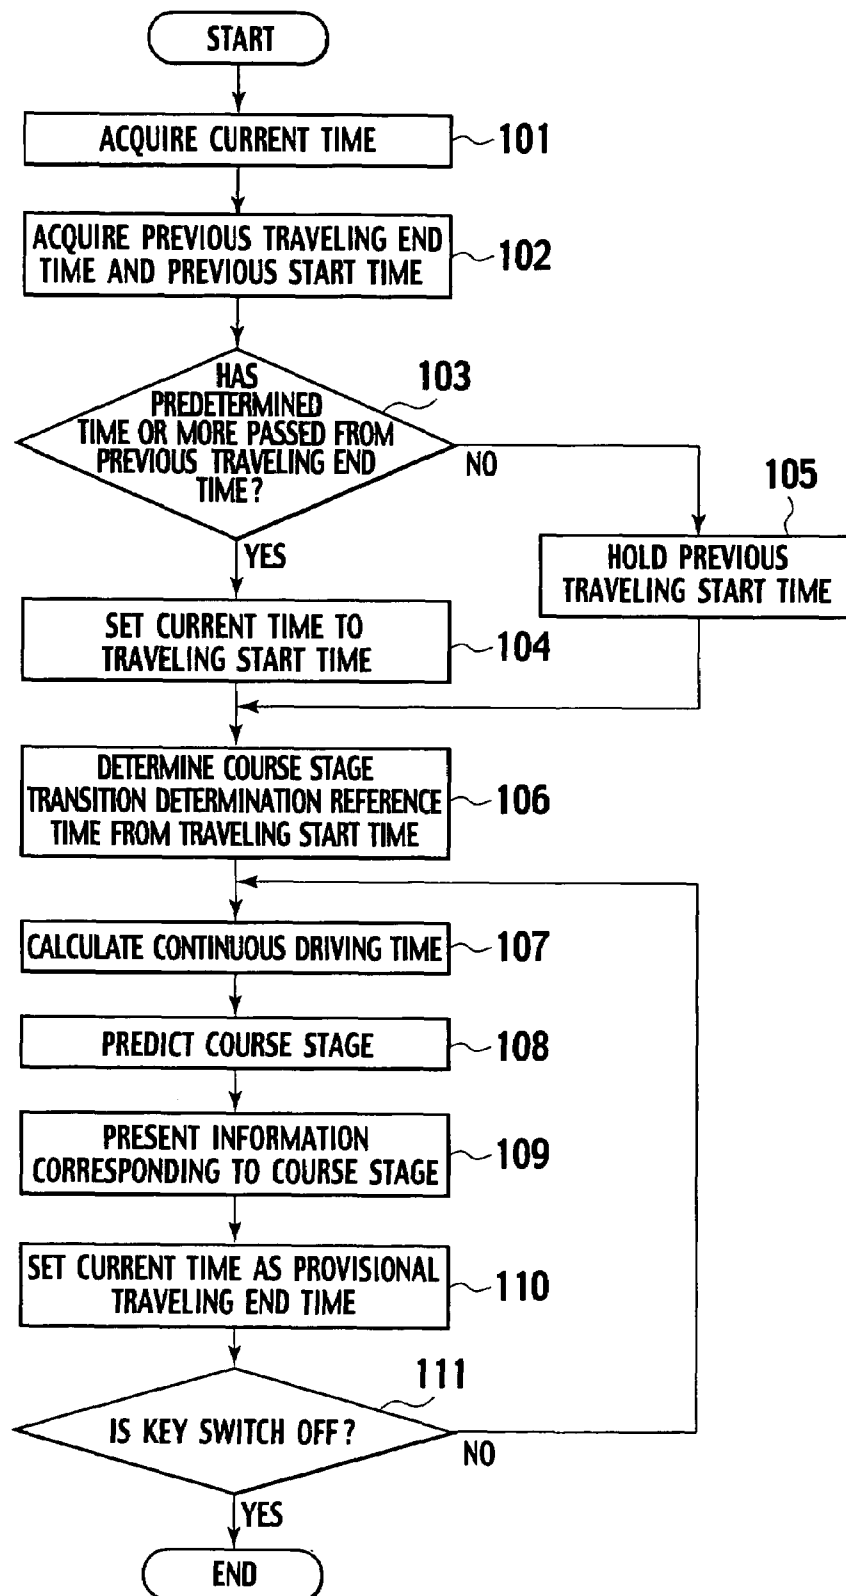 START
ACQUIRE CURRENT TIME
101
ACQUIRE PREVIOUS TRAVELING END
TIME AND PREVIOUS START TIME
102
HAS
PREDETERMINED
TIME OR MORE PASSED FROM
PREVIOUS TRAVELING END
TIME?
103
NO
YES
105
HOLD PREVIOUS
TRAVELING START TIME
SET CURRENT TIME TO
TRAVELING START TIME
104
DETERMINE COURSE STAGE
TRANSITION DETERMINATION REFERENCE
TIME FROM TRAVELING START TIME
106
CALCULATE CONTINUOUS DRIVING TIME
107
PREDICT COURSE STAGE
108
PRESENT INFORMATION
CORRESPONDING TO COURSE STAGE
109
SET CURRENT TIME AS PROVISIONAL
TRAVELING END TIME
110
111
IS KEY SWITCH OFF?
NO
YES
END